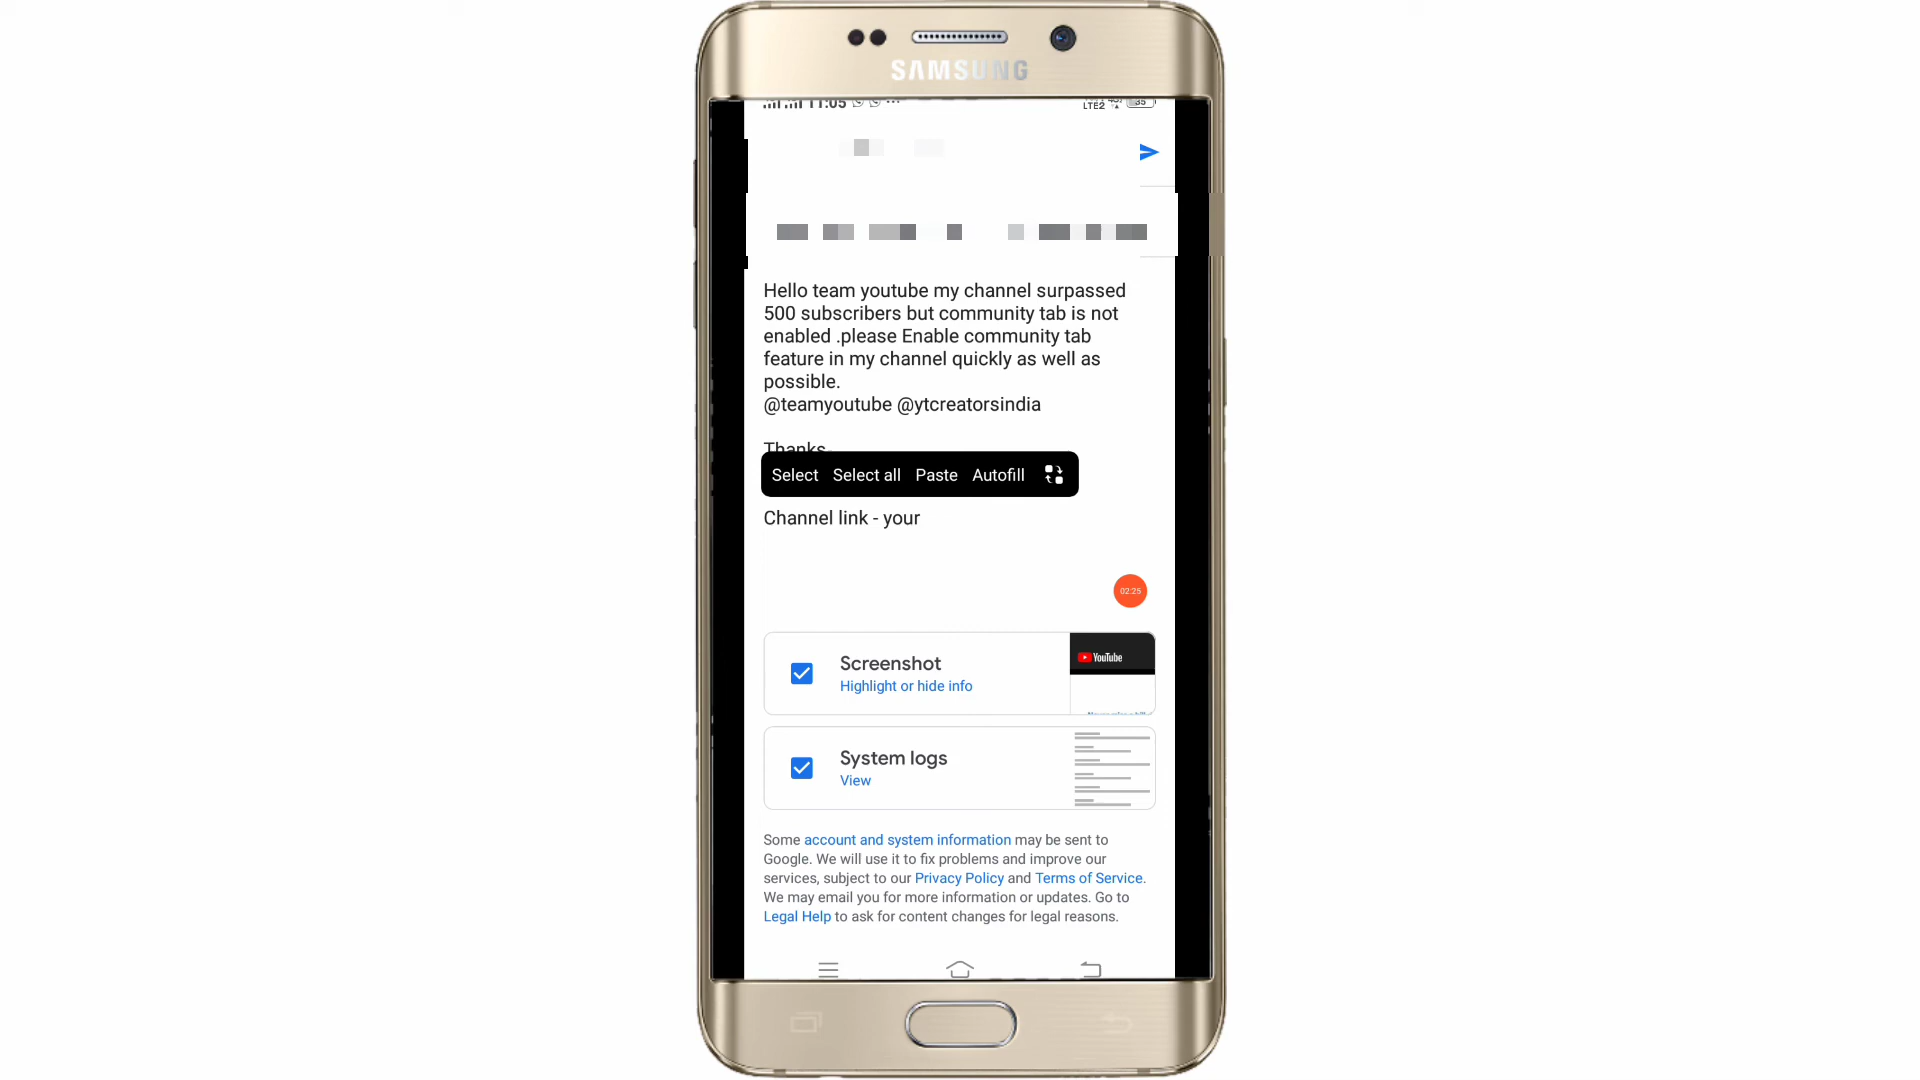 SAMSUNG
11:05
LTE2 35
Hello team youtube my channel surpassed
500 subscribers but community tab is not
enabled .please Enable community tab
feature in my channel quickly as well as
possible.
@teamyoutube @ytcreatorsindia
Thanks
Select Select all Paste Autofill
Channel link - your
02:25
Screenshot
Highlight or hide info
YouTube
System logs
View
Some account and system information may be sent to
Google. We will use it to fix problems and improve our
services, subject to our Privacy Policy and Terms of Service.
We may email you for more information or updates. Go to
Legal Help to ask for content changes for legal reasons.